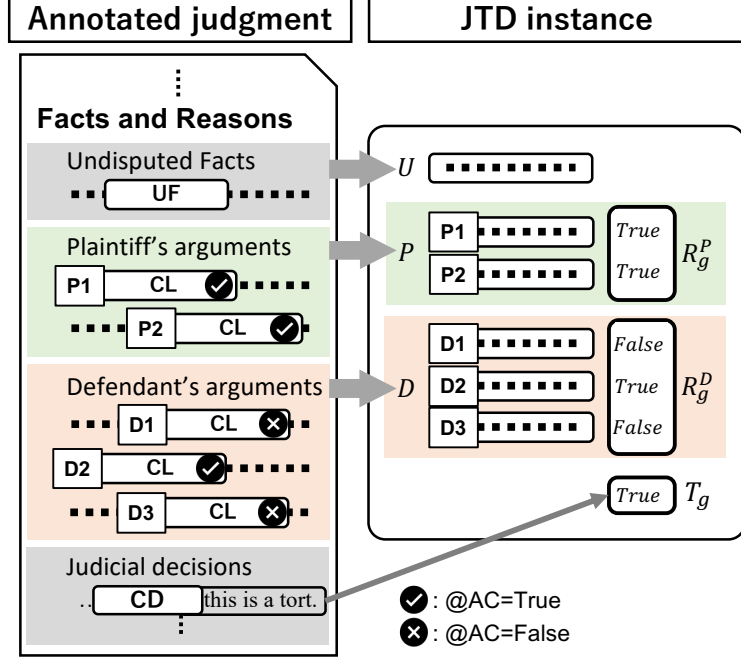 Annotated judgment
JTD instance
Facts and Reasons
Undisputed Facts
UF
Plaintiff's arguments
P1 CL
P2 CL
Defendant's arguments
D1 CL
D2 CL
D3 CL
Judicial decisions
.. CD this is a tort.
U
P
P1 True
P2 True
R_g^P
D
D1 False
D2 True
D3 False
R_g^D
True T_g
: @AC=True
: @AC=False